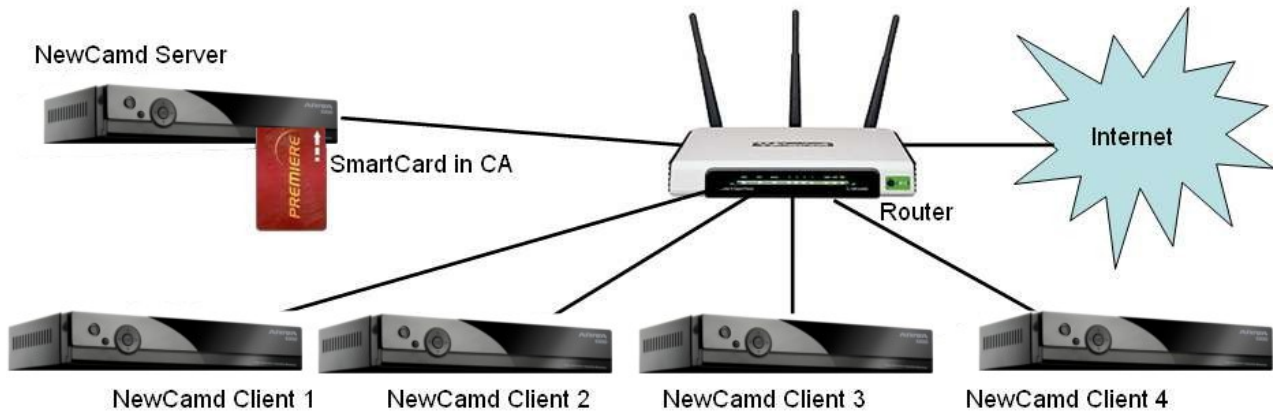 NewCamd Server
PREMIERE
SmartCard in CA
Internet
Router
NewCamd Client 1
NewCamd Client 2
NewCamd Client 3
NewCamd Client 4